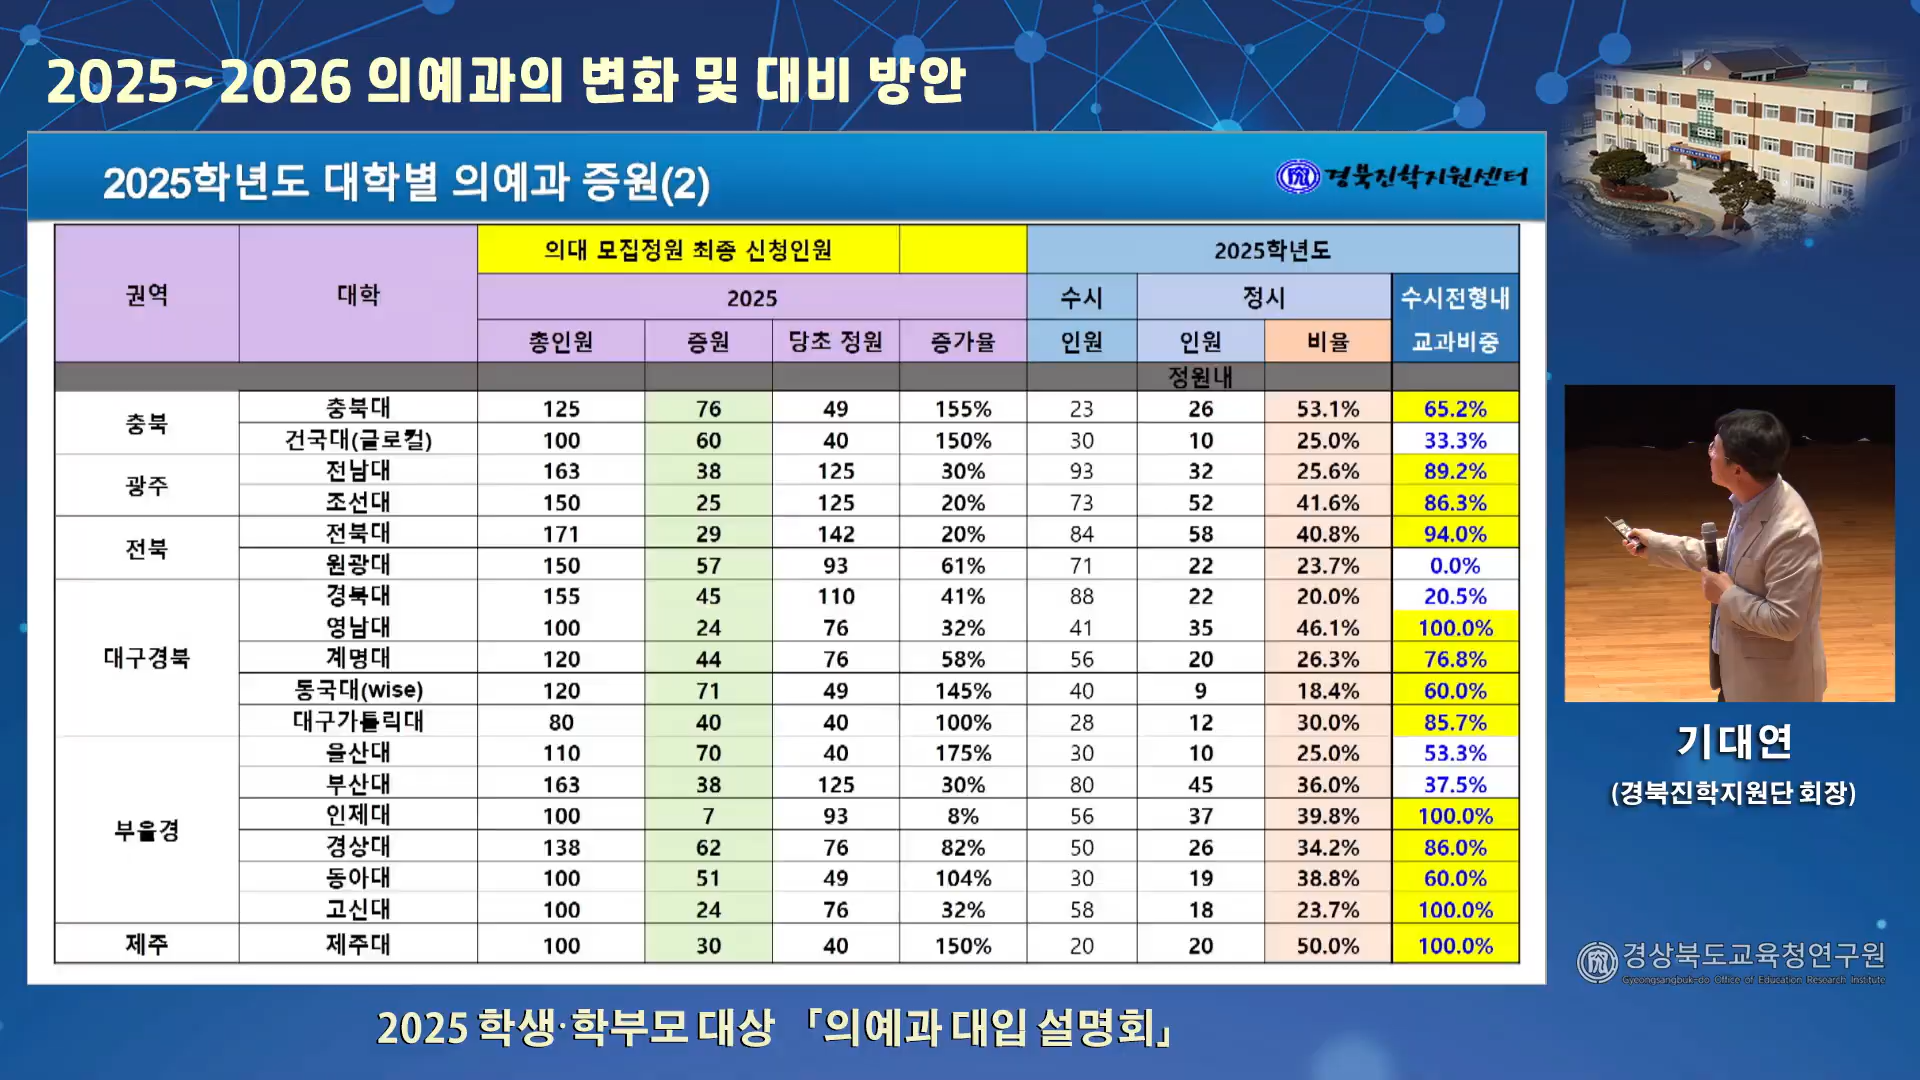 2025~2026 의예과의 변화 및 대비 방안
2025학년도 대학별 의예과 증원(2)
경북진학지원센터
권역 대학 의대 모집정원 최종 신청인원 2025학년도
2025 수시 정시 수시전형내 교과비중
총인원 증원 당초 정원 증가율 인원 인원 비율
정원내
충북 충북대 125 76 49 155% 23 26 53.1% 65.2%
건국대(글로컬) 100 60 40 150% 30 10 25.0% 33.3%
광주 전남대 163 38 125 30% 93 32 25.6% 89.2%
조선대 150 25 125 20% 73 52 41.6% 86.3%
전북 전북대 171 29 142 20% 84 58 40.8% 94.0%
원광대 150 57 93 61% 71 22 23.7% 0.0%
대구경북 경북대 155 45 110 41% 88 22 20.0% 20.5%
영남대 100 24 76 32% 41 35 46.1% 100.0%
계명대 120 44 76 58% 56 20 26.3% 76.8%
동국대(wise) 120 71 49 145% 40 9 18.4% 60.0%
대구가톨릭대 80 40 40 100% 28 12 30.0% 85.7%
부울경 울산대 110 70 40 175% 30 10 25.0% 53.3%
부산대 163 38 125 30% 80 45 36.0% 37.5%
인제대 100 7 93 8% 56 37 39.8% 100.0%
경상대 138 62 76 82% 50 26 34.2% 86.0%
동아대 100 51 49 104% 30 19 38.8% 60.0%
고신대 100 24 76 32% 58 18 23.7% 100.0%
제주 제주대 100 30 40 150% 20 20 50.0% 100.0%
기대연
(경북진학지원단 회장)
경상북도교육청연구원
Gyeongsangbuk-do Office of Education Research Institute
2025 학생·학부모 대상 「의예과 대입 설명회」